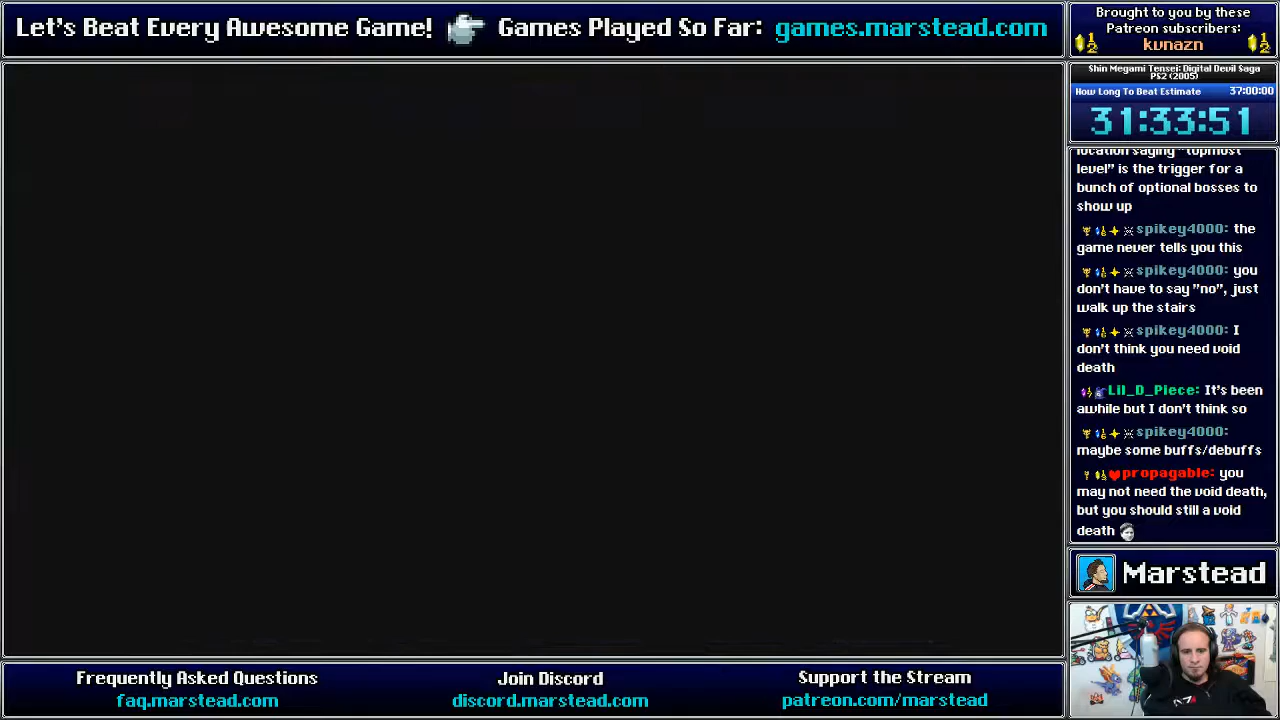 Let's Beat Every Awesome Game!
Games Played So Far: games.marstead.com
Brought to you by these
Patreon subscribers:
kvnazn
Shin Megami Tensei: Digital Devil Saga
PS2 (2005)
How Long To Beat Estimate 37:00:00
31:33:51
location saying "topmost
level" is the trigger for a
bunch of optional bosses to
show up
spikey4000: the
game never tells you this
spikey4000: you
don't have to say "no", just
walk up the stairs
spikey4000: I
don't think you need void
death
Lil_D_Piece: It's been
awhile but I don't think so
spikey4000:
maybe some buffs/debuffs
propagable: you
may not need the void death,
but you should still a void
death
Marstead
Frequently Asked Questions
faq.marstead.com
Join Discord
discord.marstead.com
Support the Stream
patreon.com/marstead